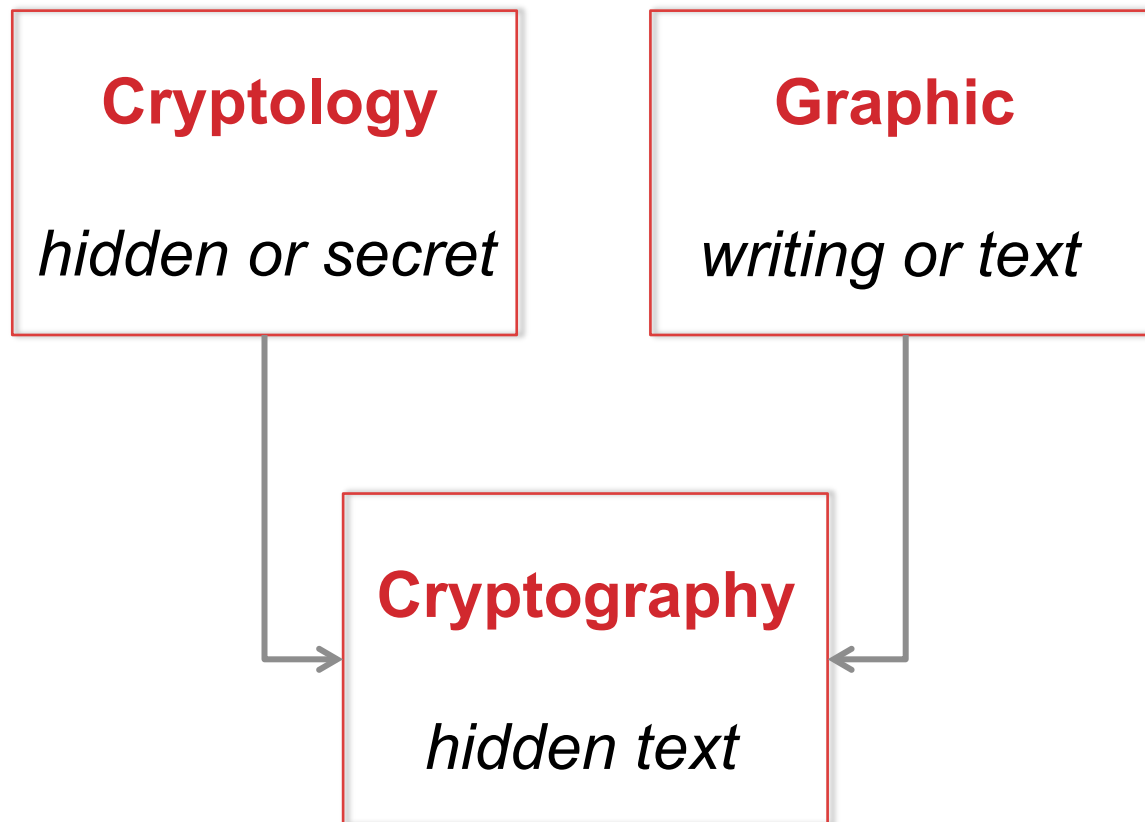 Cryptology
hidden or secret
Graphic
writing or text
Cryptography
hidden text